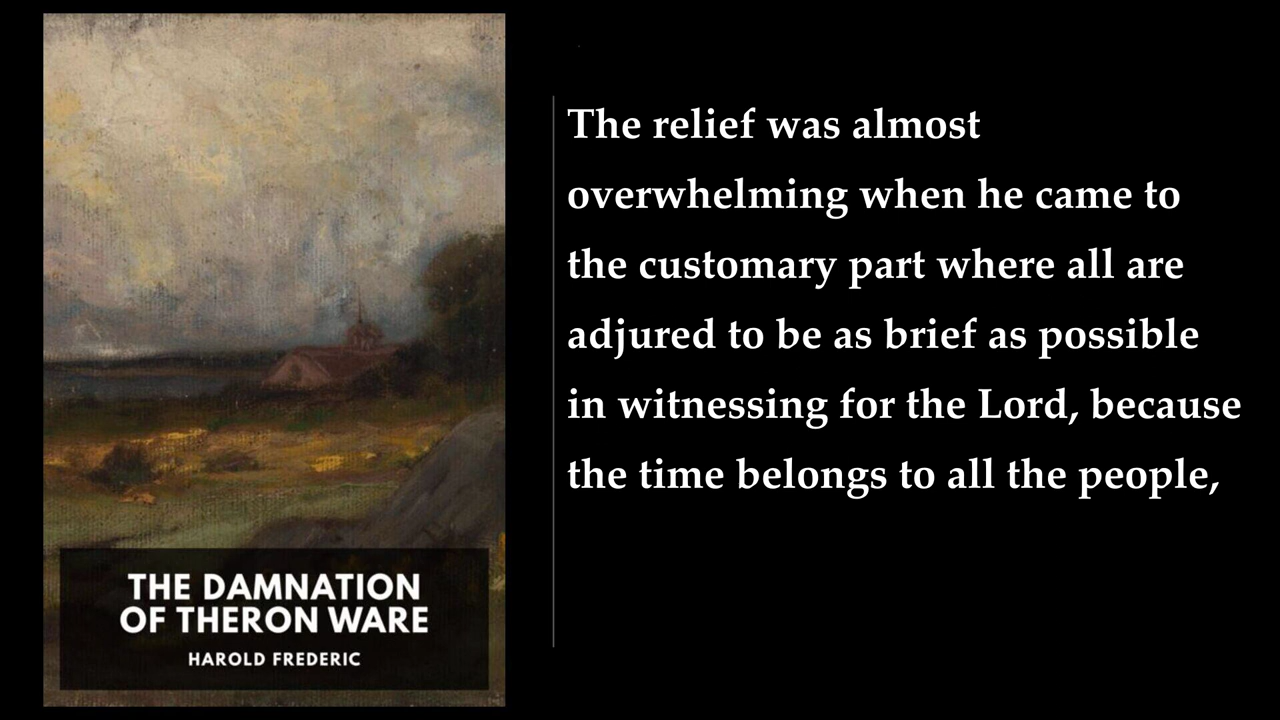 The relief was almost
overwhelming when he came to
the customary part where all are
adjured to be as brief as possible
in witnessing for the Lord, because
the time belongs to all the people,
THE DAMNATION
OF THERON WARE
HAROLD FREDERIC